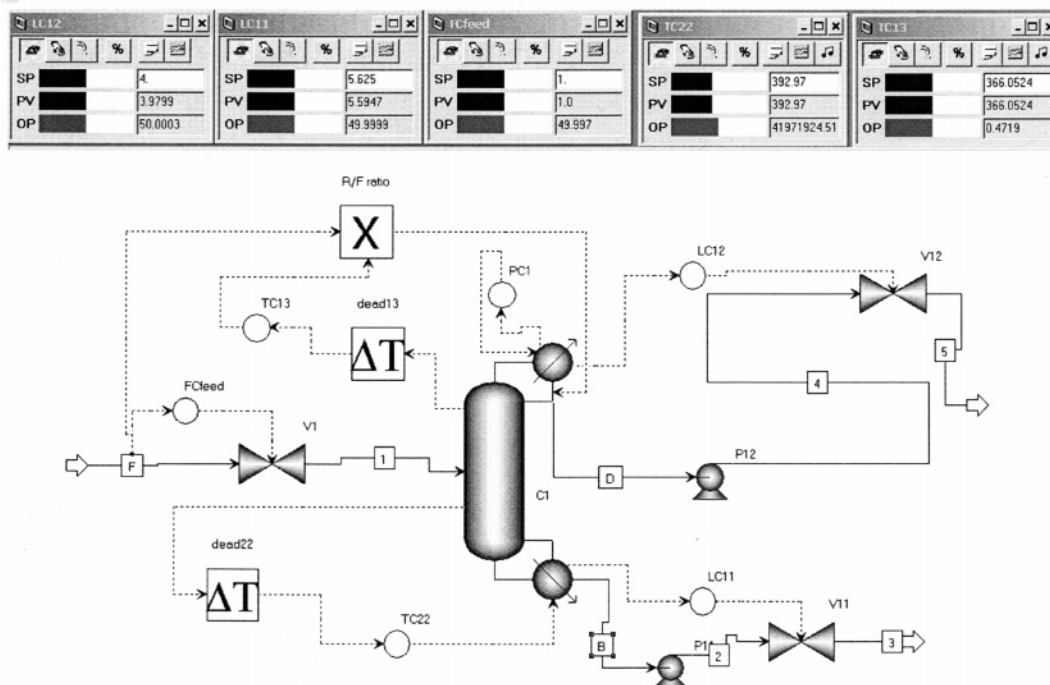 LC12
LC11
FCfeed
TC22
TC13
%
%
%
%
%
SP 4.
PV 3.9799
OP 50.0003
SP 5.625
PV 5.5947
OP 49.9999
SP 1.
PV 1.0
OP 49.997
SP 392.97
PV 392.97
OP 41971924.51
SP 366.0524
PV 366.0524
OP 0.4719
R/F ratio
X
PC1
LC12
V12
TC13
dead13
ΔT
5
4
FCfeed
V1
F
1
P12
D
C1
dead22
ΔT
TC22
LC11
V11
B
P11
2
3